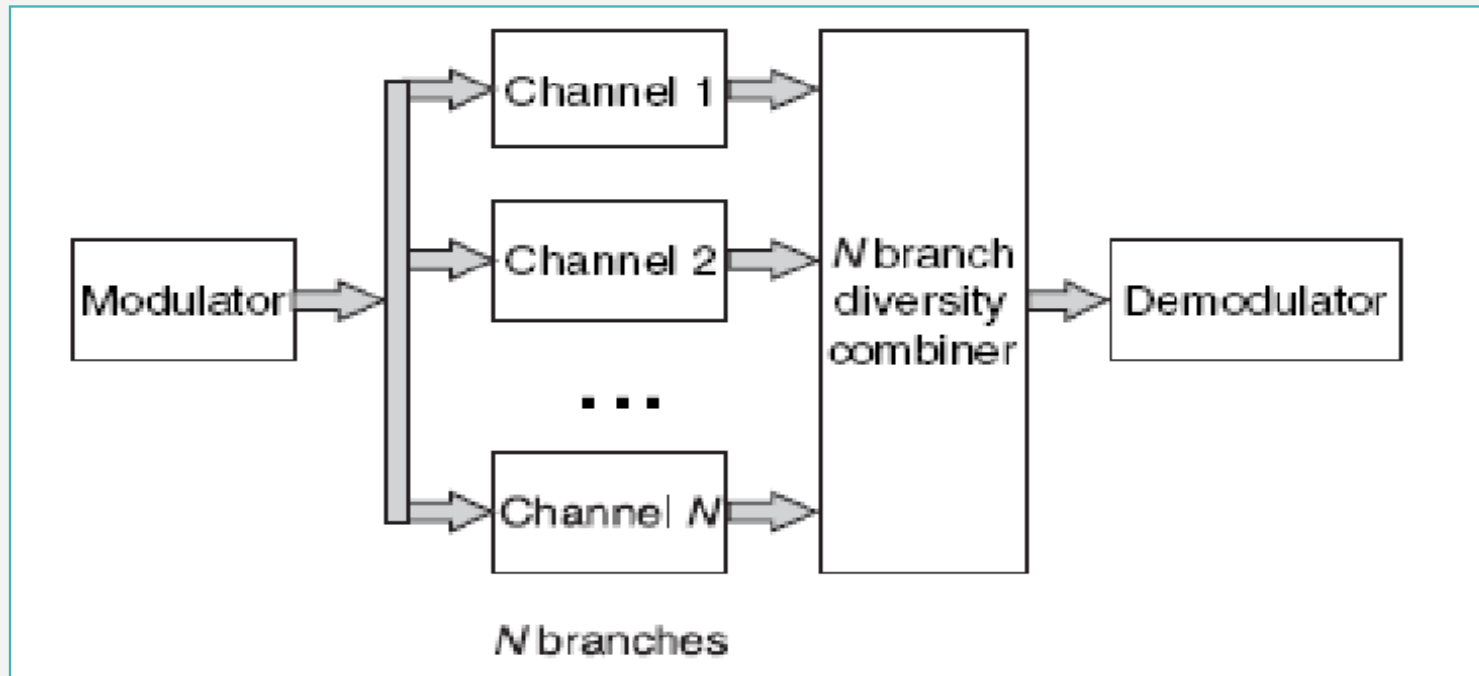 Modulator
Channel 1
Channel 2
...
Channel N
N branches
N branch
diversity
combiner
Demodulator